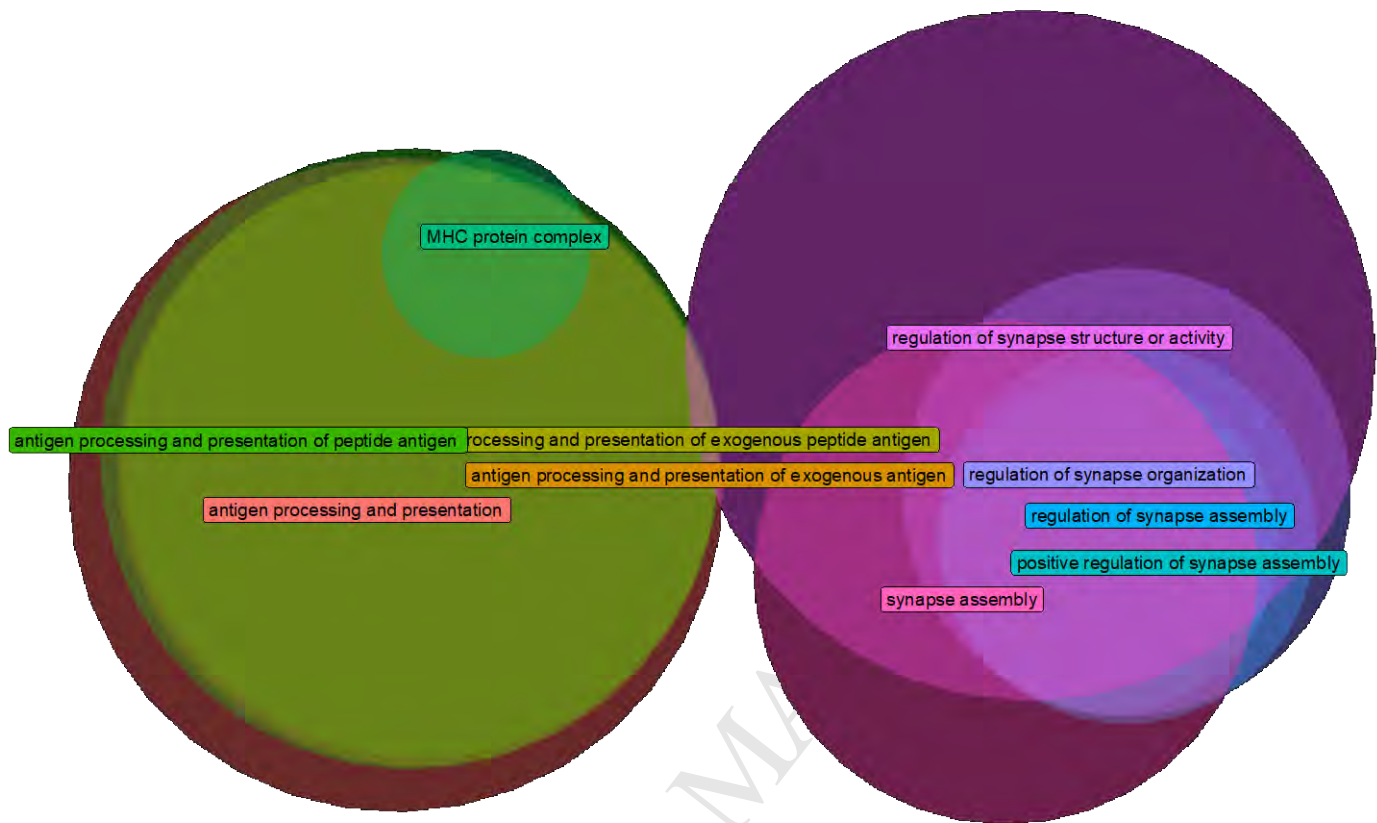 MHC protein complex
regulation of synapse structure or activity
antigen processing and presentation of peptide antigen
rocessing and presentation of exogenous peptide antigen
antigen processing and presentation of exogenous antigen
regulation of synapse organization
antigen processing and presentation
regulation of synapse assembly
positive regulation of synapse assembly
synapse assembly
MA